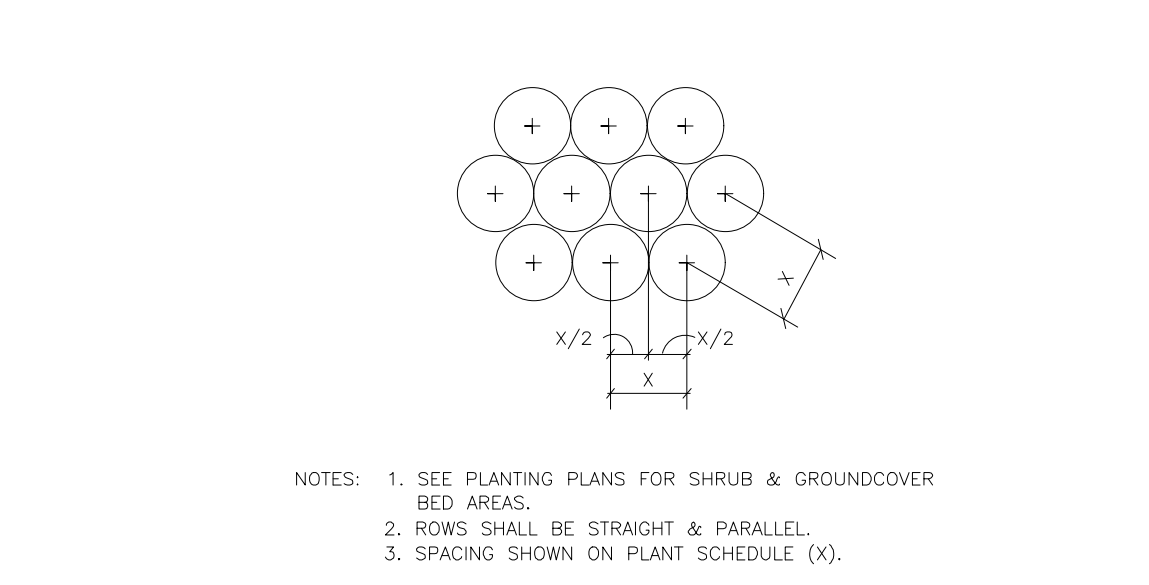 X
X/2 X/2
X
NOTES: 1. SEE PLANTING PLANS FOR SHRUB & GROUNDCOVER
BED AREAS.
2. ROWS SHALL BE STRAIGHT & PARALLEL.
3. SPACING SHOWN ON PLANT SCHEDULE (X).